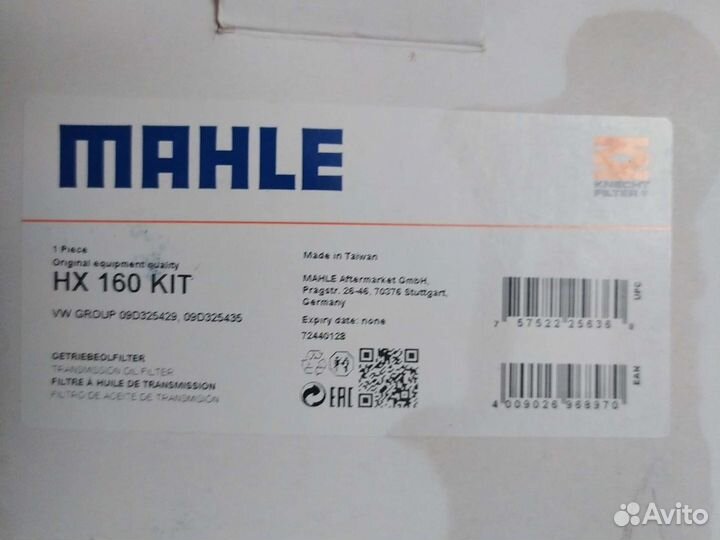 MAHLE
KNECHT
FILTER
1 Piece
Original equipment quality
HX 160 KIT
VW GROUP 09D325429, 09D325435
GETRIEBEOLFILTER
TRANSMISSION OIL FILTER
FILTRE À HUILE DE TRANSMISSION
FILTRO DE ACEITE DE TRANSMISIÓN
Made in Taiwan
MAHLE Aftermarket GmbH,
Pragstr. 26-46, 70376 Stuttgart,
Germany
Expiry date: none
72440128
EAC
UPC
7 57522 25636 8
EAN
4 009026 968970
Avito